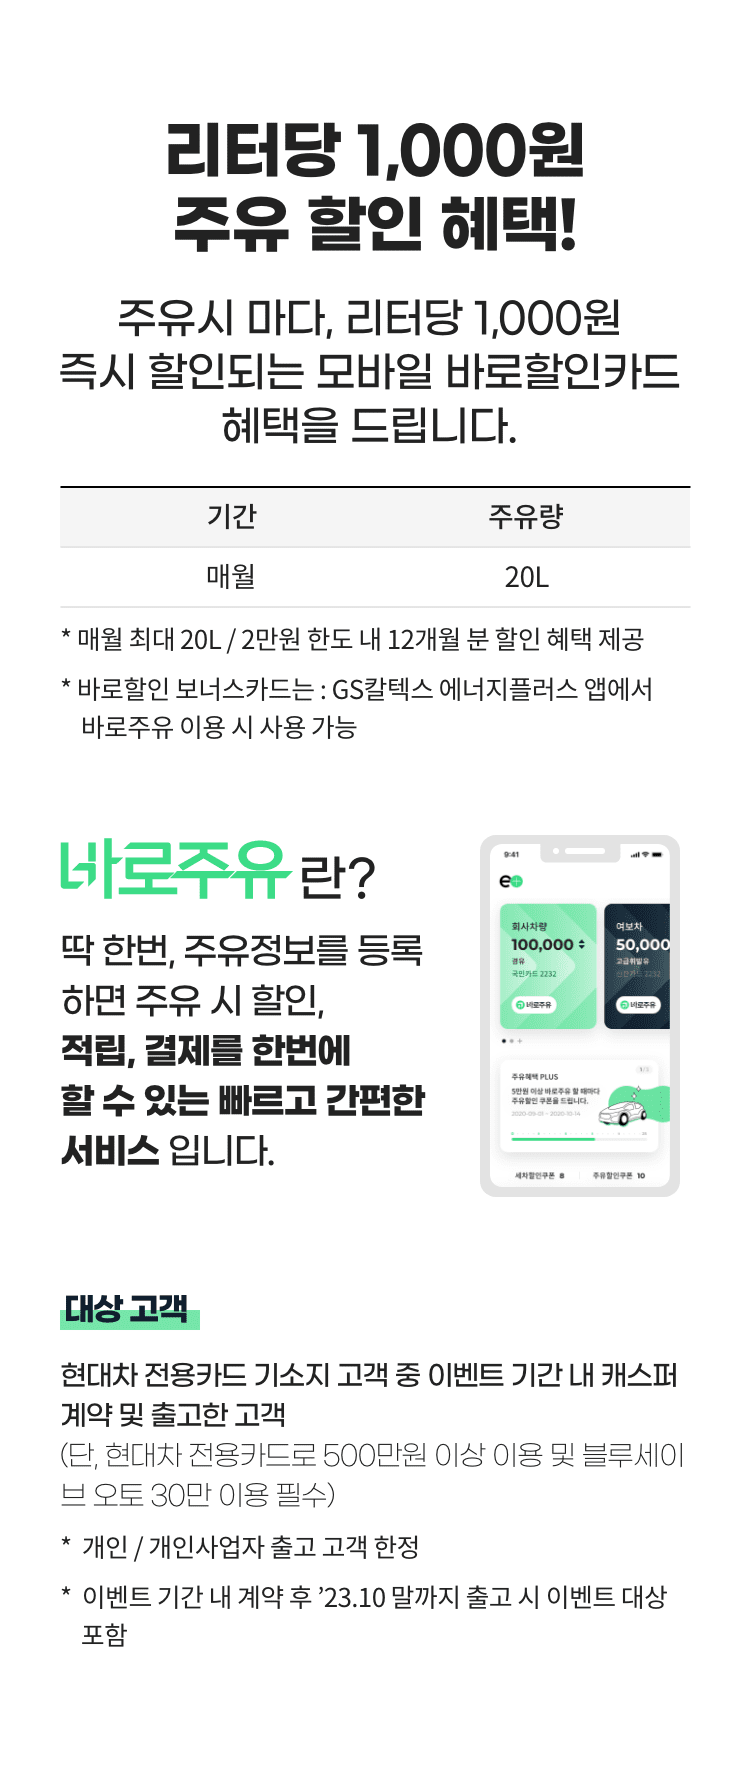 리터당 1,000원
주유 할인 혜택!
주유시 마다, 리터당 1,000원
즉시 할인되는 모바일 바로할인카드
혜택을 드립니다.
기간 주유량
매월 20L
* 매월 최대 20L / 2만원 한도 내 12개월 분 할인 혜택 제공
* 바로할인 보너스카드는 : GS칼텍스 에너지플러스 앱에서
바로주유 이용 시 사용 가능
바로주유 란?
딱 한번, 주유정보를 등록
하면 주유 시 할인,
적립, 결제를 한번에
할 수 있는 빠르고 간편한
서비스 입니다.
9:41
e+
회사차량
100,000
경유
국민카드 2232
바로주유
여보차
50,000
고급휘발유
신한카드 2232
바로주유
주유혜택 PLUS
5만원 이상 바로주유 할 때마다
주유할인 쿠폰을 드립니다.
2020-09-01 ~ 2020-10-14
세차할인쿠폰 8 주유할인쿠폰 10
대상 고객
현대차 전용카드 기소지 고객 중 이벤트 기간 내 캐스퍼
계약 및 출고한 고객
(단, 현대차 전용카드로 500만원 이상 이용 및 블루세이
브 오토 30만 이용 필수)
* 개인 / 개인사업자 출고 고객 한정
* 이벤트 기간 내 계약 후 ’23.10 말까지 출고 시 이벤트 대상
포함